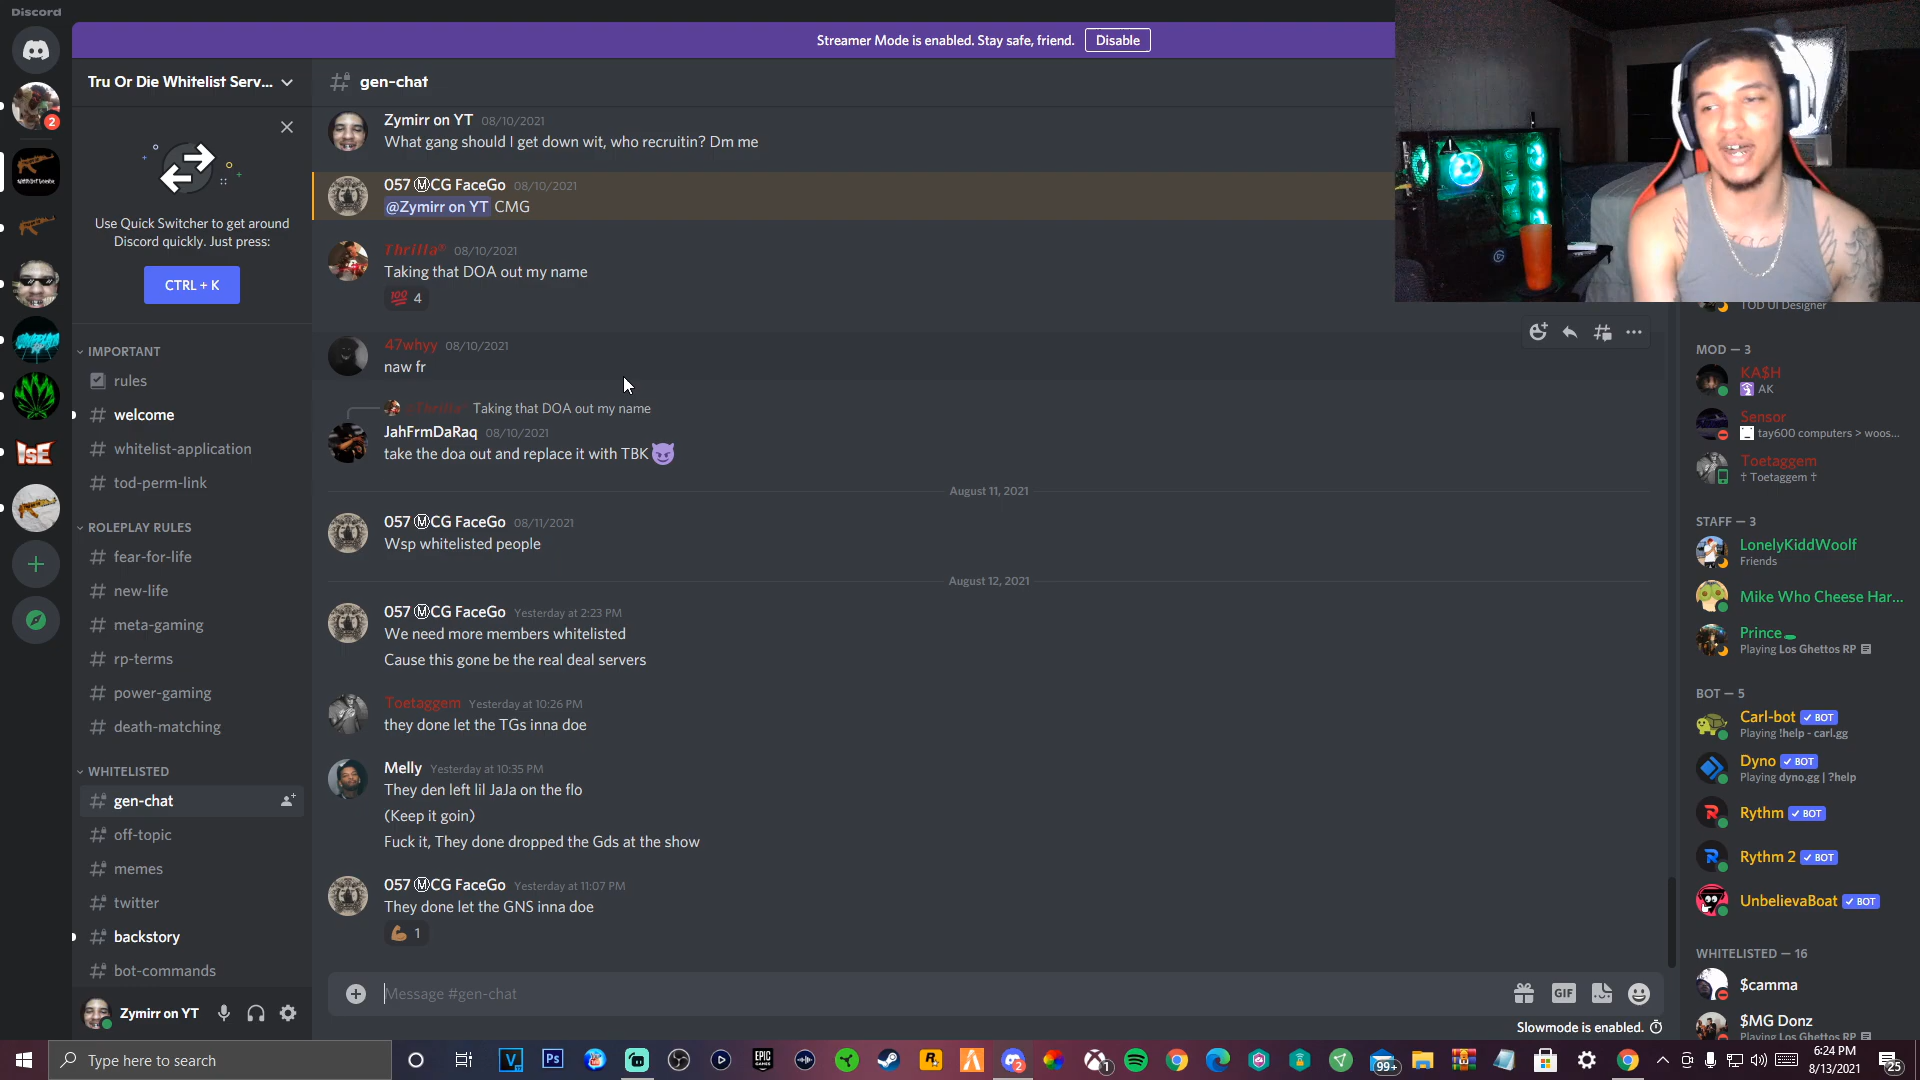 Discord
Streamer Mode is enabled. Stay safe, friend.
Disable
Tru Or Die Whitelist Serv...
gen-chat
2
Use Quick Switcher to get around
Discord quickly. Just press:
CTRL + K
IMPORTANT
rules
welcome
whitelist-application
tod-perm-link
ROLEPLAY RULES
fear-for-life
new-life
meta-gaming
rp-terms
power-gaming
death-matching
WHITELISTED
gen-chat
off-topic
memes
twitter
backstory
bot-commands
Zymirr on YT
Zymirr on YT 08/10/2021
What gang should I get down wit, who recruitin? Dm me
057 ⓂCG FaceGo 08/10/2021
@Zymirr on YT CMG
Thrilla® 08/10/2021
Taking that DOA out my name
💯 4
47whyy 08/10/2021
naw fr
Taking that DOA out my name
JahFrmDaRaq 08/10/2021
take the doa out and replace it with TBK 😈
August 11, 2021
057 ⓂCG FaceGo 08/11/2021
Wsp whitelisted people
August 12, 2021
057 ⓂCG FaceGo Yesterday at 2:23 PM
We need more members whitelisted
Cause this gone be the real deal servers
Toetaggem Yesterday at 10:26 PM
they done let the TGs inna doe
Melly Yesterday at 10:35 PM
They den left lil JaJa on the flo
(Keep it goin)
Fuck it, They done dropped the Gds at the show
057 ⓂCG FaceGo Yesterday at 11:07 PM
They done let the GNS inna doe
💪🏽 1
Message #gen-chat
GIF
Slowmode is enabled.
TOD UI Designer
MOD — 3
KA$H
AK
Sensor
tay600 computers > woos...
Toetaggem
† Toetaggem †
STAFF — 3
LonelyKiddWoolf
Friends
Mike Who Cheese Har...
Prince
Playing Los Ghettos RP
BOT — 5
Carl-bot ✓ BOT
Playing !help - carl.gg
Dyno ✓ BOT
Playing dyno.gg | ?help
Rythm ✓ BOT
Rythm 2 ✓ BOT
UnbelievaBoat ✓ BOT
WHITELISTED — 16
$camma
$MG Donz
Playing Los Ghettos RP
Type here to search
Ps
EPIC
GAMES
2
1
99+
6:24 PM
8/13/2021
25